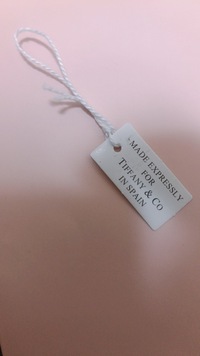 MADE EXPRESSLY
FOR
TIFFANY & CO
IN SPAIN